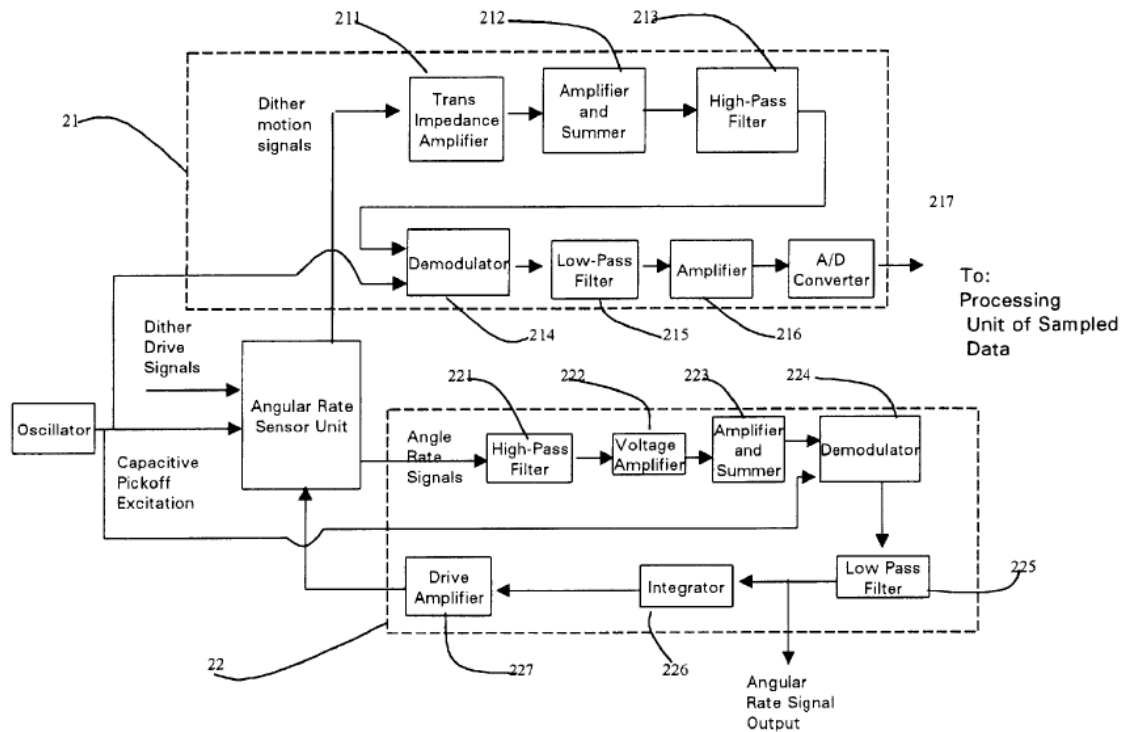 211
212
213
21
Dither
motion
signals
Trans
Impedance
Amplifier
Amplifier
and
Summer
High-Pass
Filter
217
Demodulator
Low-Pass
Filter
Amplifier
A/D
Converter
To:
Processing
Unit of Sampled
Data
214
215
216
Dither
Drive
Signals
Oscillator
Angular Rate
Sensor Unit
Capacitive
Pickoff
Excitation
221
222
223
224
Angle
Rate
Signals
High-Pass
Filter
Voltage
Amplifier
Amplifier
and
Summer
Demodulator
Drive
Amplifier
Integrator
Low Pass
Filter
225
22
227
226
Angular
Rate Signal
Output